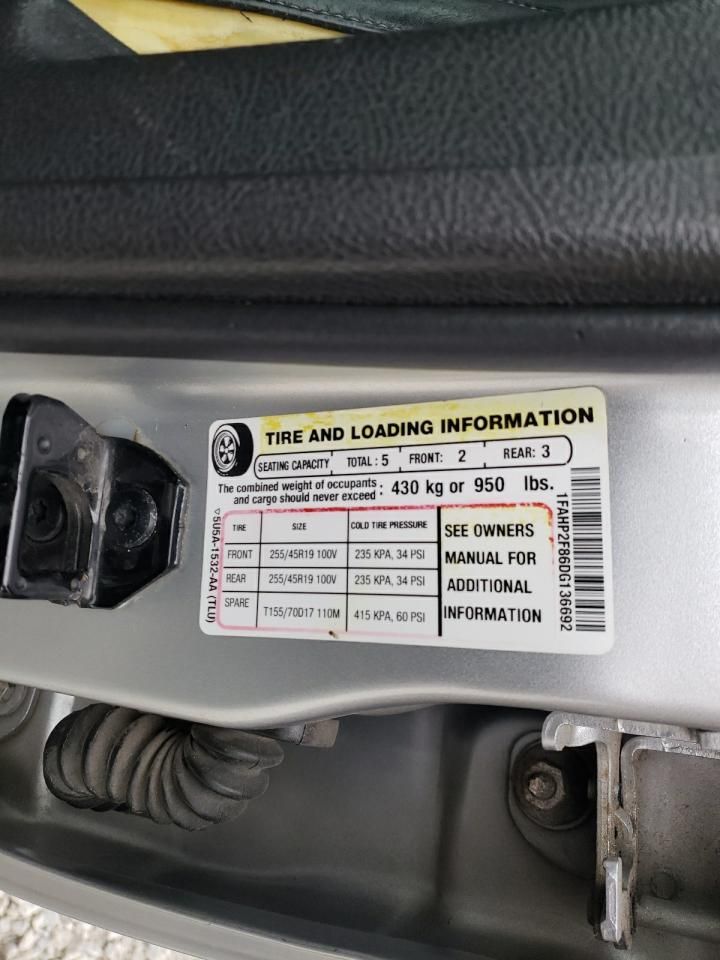 TIRE AND LOADING INFORMATION
SEATING CAPACITY TOTAL : 5 FRONT: 2 REAR: 3
The combined weight of occupants
and cargo should never exceed : 430 kg or 950 lbs.
TIRE SIZE COLD TIRE PRESSURE
FRONT 255/45R19 100V 235 KPA, 34 PSI
REAR 255/45R19 100V 235 KPA, 34 PSI
SPARE T155/70D17 110M 415 KPA, 60 PSI
SEE OWNERS
MANUAL FOR
ADDITIONAL
INFORMATION
5U5A-1532-AA (TLU)
1FAHP2F86DG136692